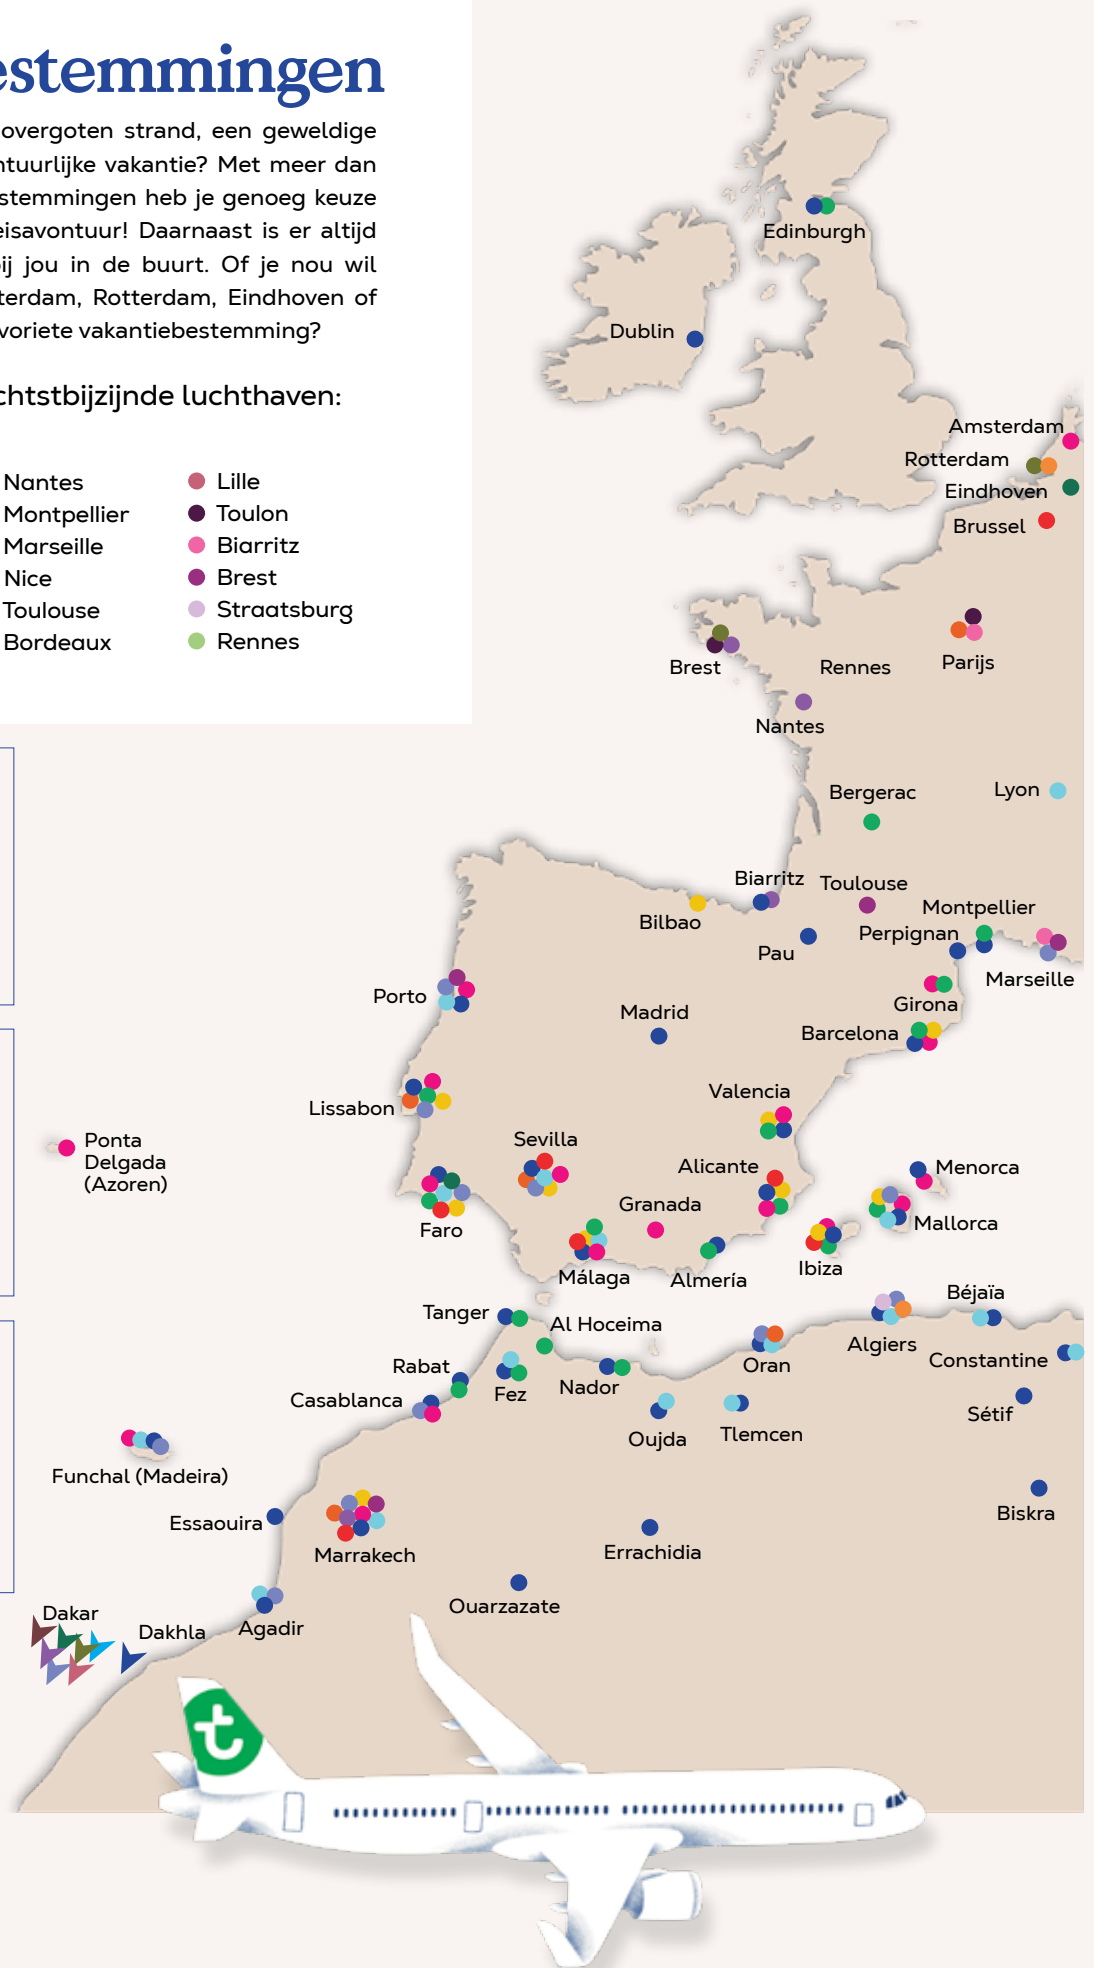 estemmingen
overgoten strand, een geweldige
ntuurlijke vakantie? Met meer dan
stemmingen heb je genoeg keuze
eisavontuur! Daarnaast is er altijd
ij jou in de buurt. Of je nou wil
terdam, Rotterdam, Eindhoven of
voriete vakantiebestemming?
chtstbijzijnde luchthaven:
Nantes
Montpellier
Marseille
Nice
Toulouse
Bordeaux
Lille
Toulon
Biarritz
Brest
Straatsburg
Rennes
Edinburgh
Dublin
Amsterdam
Rotterdam
Eindhoven
Brussel
Brest
Rennes
Parijs
Nantes
Bergerac
Lyon
Biarritz
Toulouse
Bilbao
Montpellier
Pau
Perpignan
Marseille
Porto
Girona
Madrid
Barcelona
Lissabon
Valencia
Ponta
Delgada
(Azoren)
Sevilla
Alicante
Menorca
Granada
Mallorca
Faro
Málaga
Almería
Ibiza
Tanger
Al Hoceima
Béjaïa
Algiers
Rabat
Fez
Nador
Oran
Constantine
Casablanca
Oujda
Tlemcen
Sétif
Funchal (Madeira)
Essaouira
Marrakech
Errachidia
Biskra
Ouarzazate
Dakar
Dakhla
Agadir
t